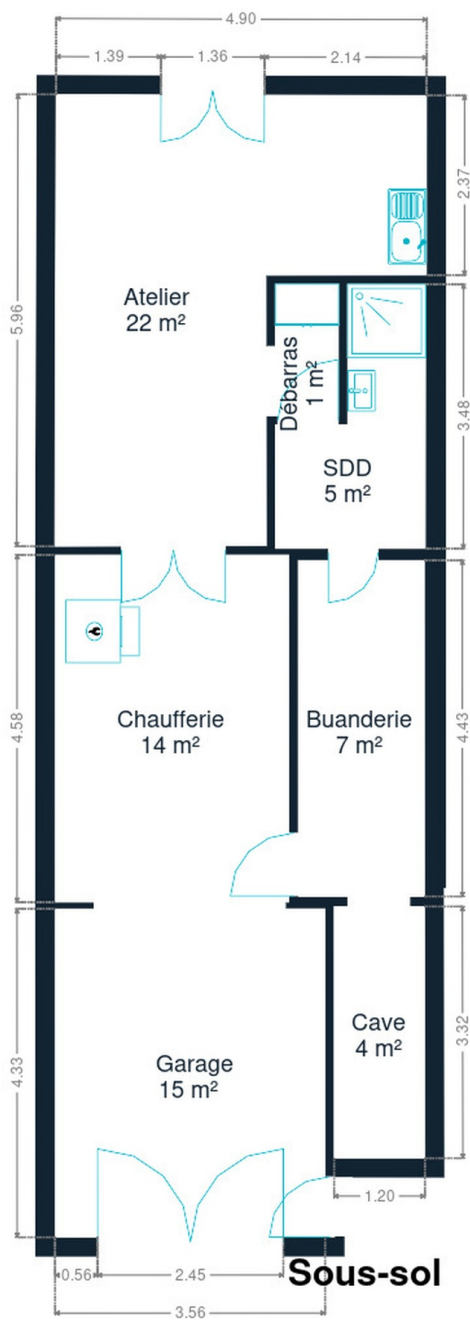 4.90
1.39
1.36
2.14
2.37
5.96
Atelier
22 m²
Débarras
1 m²
3.48
SDD
5 m²
4.58
Chaufferie
14 m²
Buanderie
7 m²
4.43
Cave
4 m²
3.32
4.33
Garage
15 m²
1.20
0.56
2.45
Sous-sol
3.56